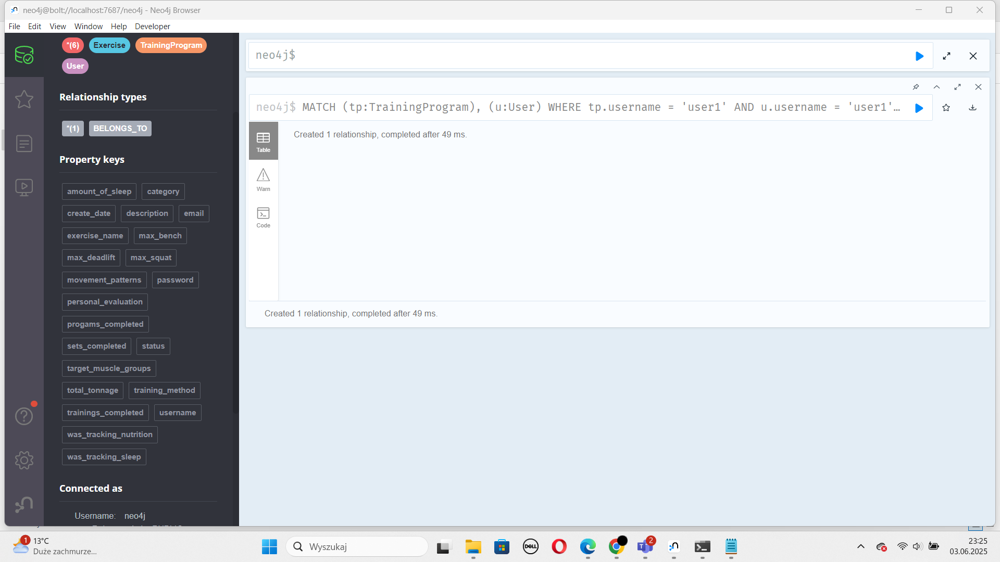 neo4j@bolt://localhost:7687/neo4j - Neo4j Browser
File Edit View Window Help Developer
*(6) Exercise TrainingProgram
User
Relationship types
*(1) BELONGS_TO
Property keys
amount_of_sleep category
create_date description email
exercise_name max_bench
max_deadlift max_squat
movement_patterns password
personal_evaluation
progams_completed
sets_completed status
target_muscle_groups
total_tonnage training_method
trainings_completed username
was_tracking_nutrition
was_tracking_sleep
Connected as
Username: neo4j
neo4j$
neo4j$ MATCH (tp:TrainingProgram), (u:User) WHERE tp.username = 'user1' AND u.username = 'user1'…
Table
Warn
Code
Created 1 relationship, completed after 49 ms.
Created 1 relationship, completed after 49 ms.
1
13°C
Duże zachmurze...
Wyszukaj
DELL
2
23:25
03.06.2025